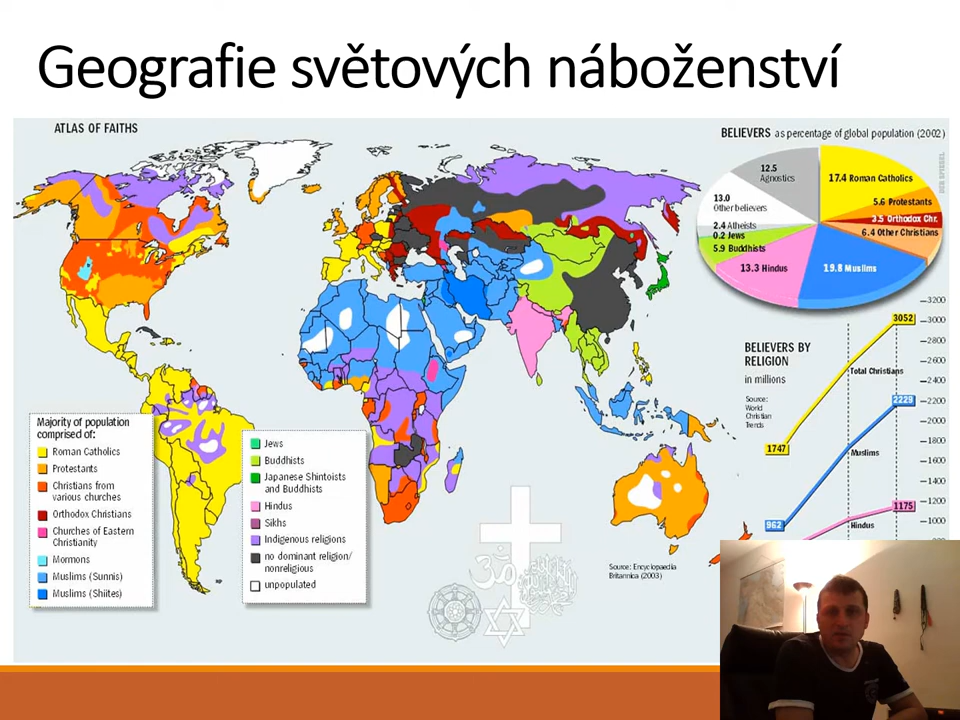 Geografie světových náboženství
ATLAS OF FAITHS
BELIEVERS as percentage of global population (2002)
DER SPIEGEL
12.5
Agnostics
17.4 Roman Catholics
13.0
Other believers
5.6 Protestants
3.5 Orthodox Chr.
2.4 Atheists
6.4 Other Christians
0.2 Jews
5.9 Buddhists
13.3 Hindus
19.8 Muslims
BELIEVERS BY
RELIGION
in millions
Source:
World
Christian
Trends
3052
Total Christians
1747
2229
Muslims
962
1175
Hindus
3200
3000
2800
2600
2400
2200
2000
1800
1600
1400
1200
1000
Majority of population
comprised of:
Roman Catholics
Protestants
Christians from
various churches
Orthodox Christians
Churches of Eastern
Christianity
Mormons
Muslims (Sunnis)
Muslims (Shiites)
Jews
Buddhists
Japanese Shintoists
and Buddhists
Hindus
Sikhs
Indigenous religions
no dominant religion/
nonreligious
unpopulated
Source: Encyclopaedia
Britannica (2003)